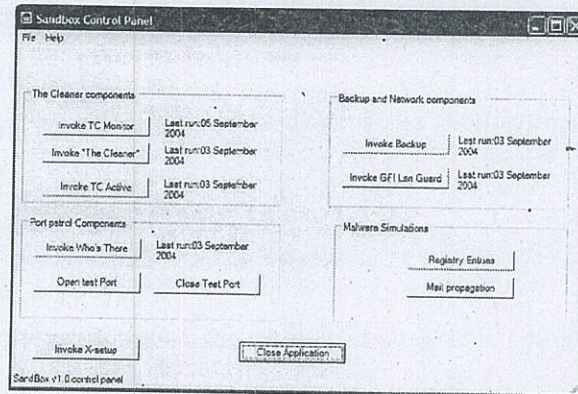 Sandbox Control Panel
File Help
The Cleaner components
Invoke TC Monitor
Last run:05 September
2004
Invoke "The Cleaner"
Last run:03 September
2004
Invoke TC Active
Last run:03 September
2004
Backup and Network components
Invoke Backup
Last run:03 September
2004
Invoke GFI Lan Guard
Last run:03 September
2004
Port patrol Components
Invoke Who's There
Last run:03 September
2004
Open test Port
Close Test Port
Malware Simulations
Registry Entries
Mail propagation
Invoke X-setup
Close Application
SandBox v1.0 control panel